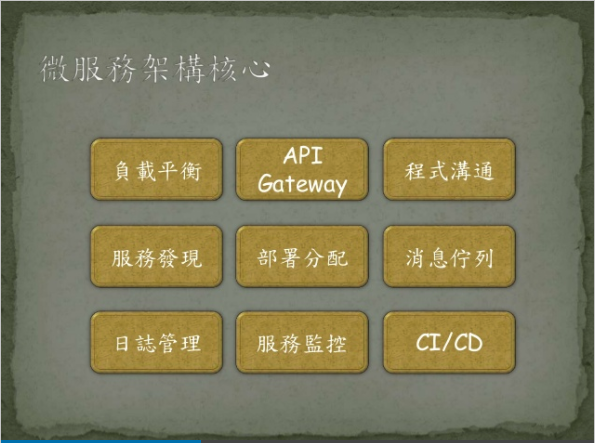 微服務架構核心
負載平衡
API
Gateway
程式溝通
服務發現
部署分配
消息佇列
日誌管理
服務監控
CI/CD